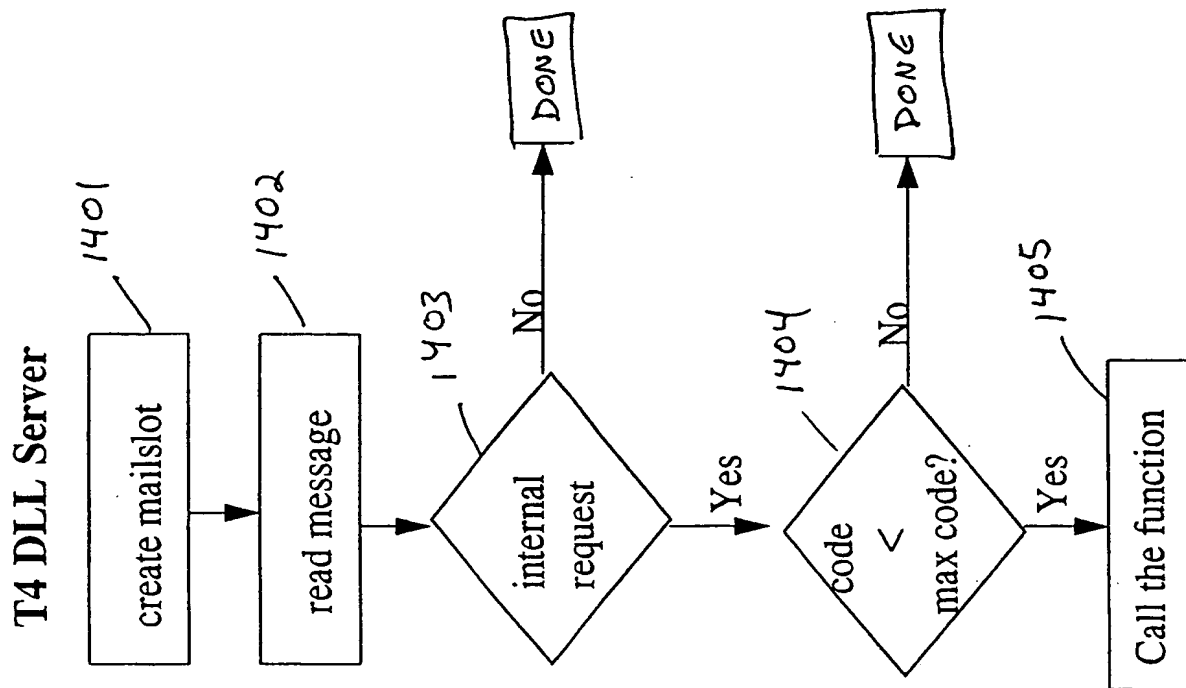 T4 DLL Server
create mailslot
1401
read message
1402
internal
request
1403
No
DONE
Yes
code
<
max code?
1404
No
DONE
Yes
Call the function
1405